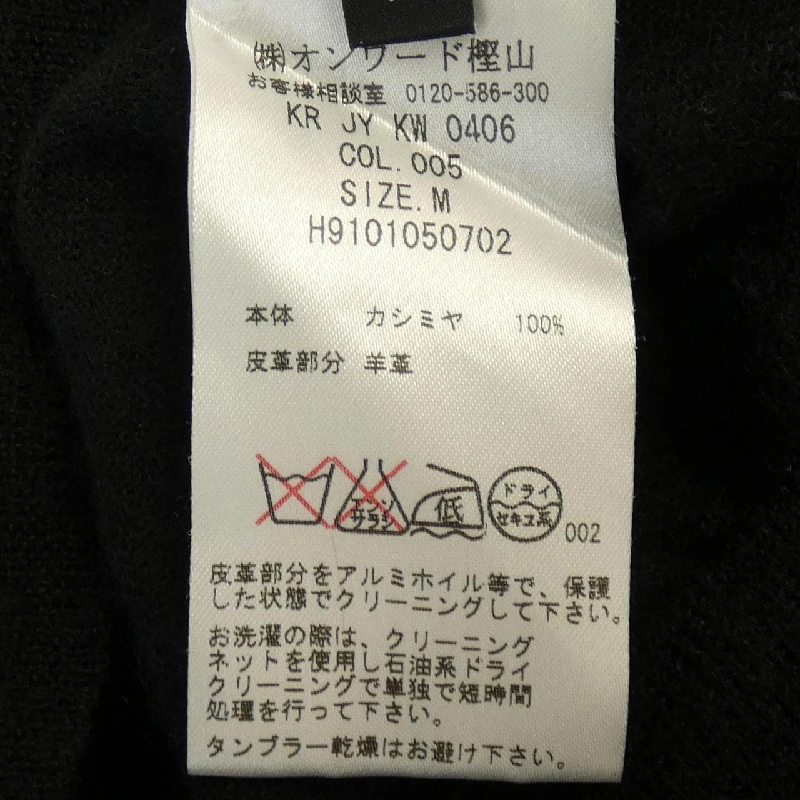 (株)オンワード樫山
お客様相談室 0120-586-300
KR JY KW 0406
COL.005
SIZE.M
H9101050702
本体 カシミヤ 100%
皮革部分 羊革
エンソ
サラシ
低
ドライ
セキユ系
002
皮革部分をアルミホイル等で、保護
した状態でクリーニングして下さい。
お洗濯の際は、クリーニング
ネットを使用し石油系ドライ
クリーニングで単独で短時間
処理を行って下さい。
タンブラー乾燥はお避け下さい。